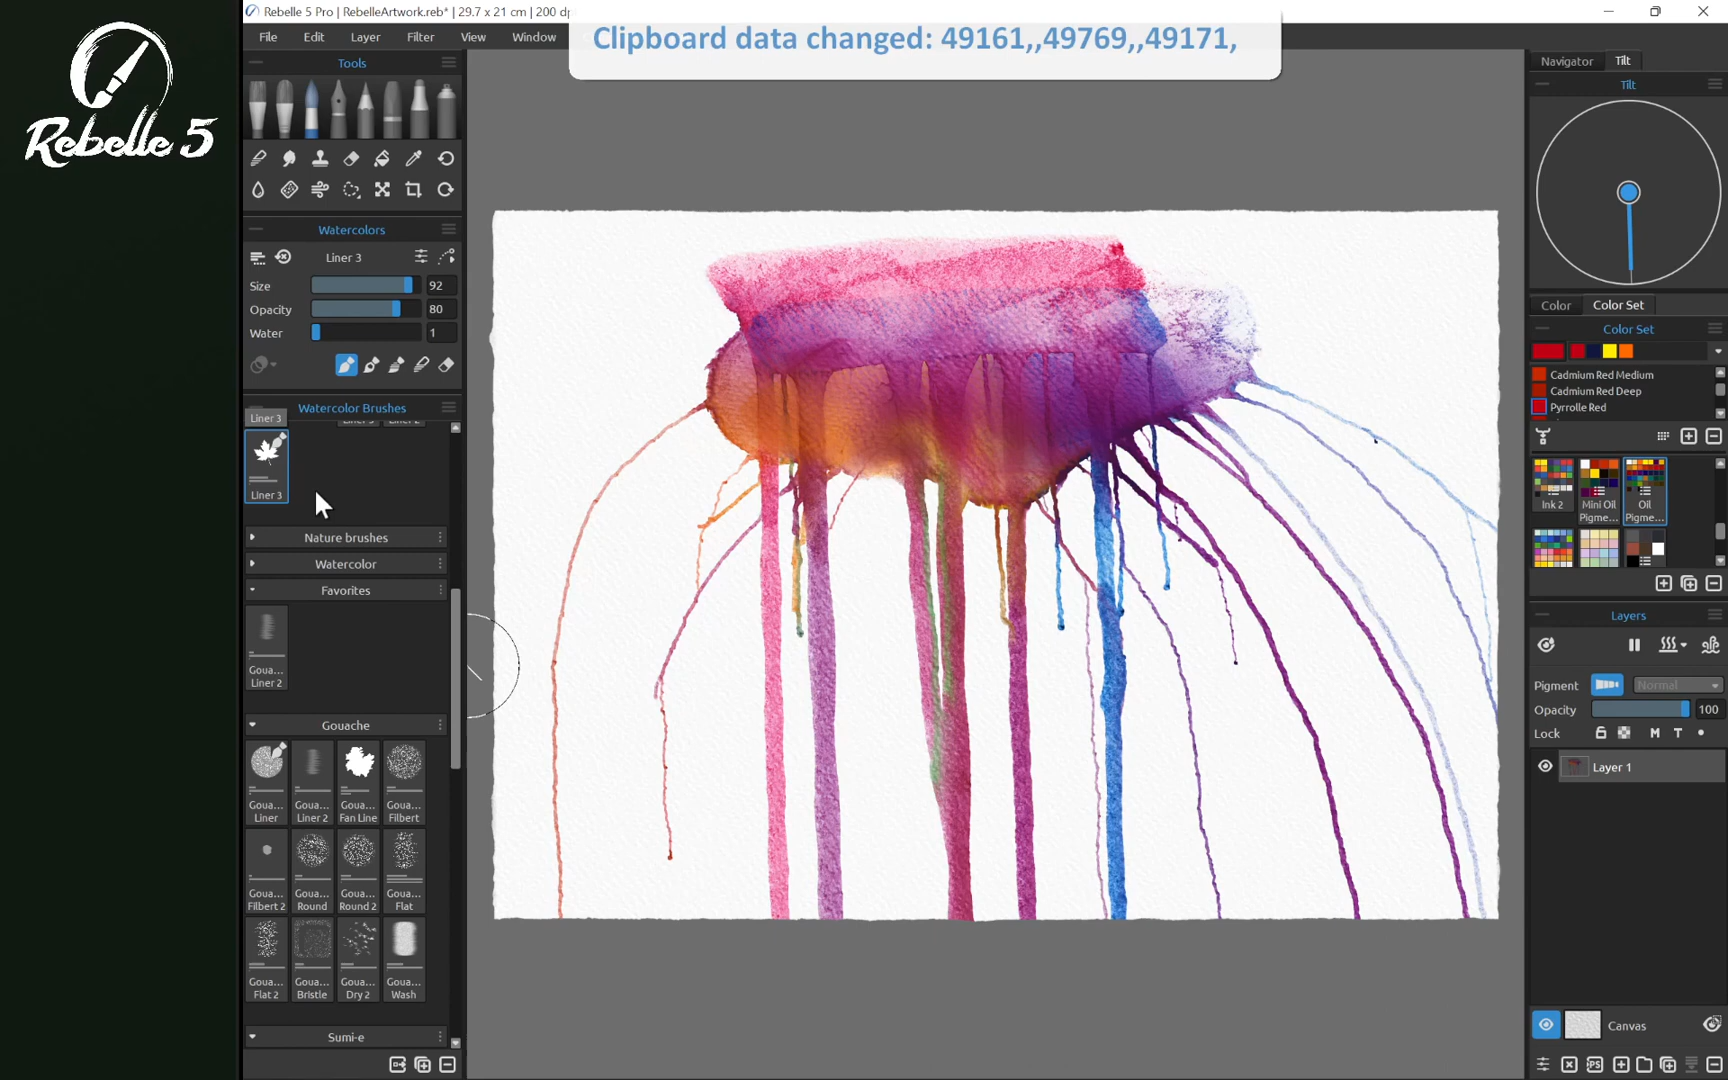 Rebelle 5
Rebelle 5 Pro | RebelleArtwork.reb* | 29.7 x 21 cm | 200 dp
Clipboard data changed: 49161,,49769,,49171,
File Edit Layer Filter View Window
Tools
Watercolors
Liner 3
Size 92
Opacity 80
Water 1
Watercolor Brushes
Liner 3
Liner 3
Nature brushes
Watercolor
Favorites
Goua...
Liner 2
Gouache
Goua... Goua... Goua... Goua...
Liner Liner 2 Fan Line Filbert
Goua... Goua... Goua... Goua...
Filbert 2 Round Round 2 Flat
Goua... Goua... Goua... Goua...
Flat 2 Bristle Dry 2 Wash
Sumi-e
Navigator Tilt
Tilt
Color Color Set
Color Set
Cadmium Red Medium
Cadmium Red Deep
Pyrrolle Red
Ink 2 Mini Oil Oil
Pigme... Pigme...
Layers
Pigment Normal
Opacity 100
Lock M T
Layer 1
Canvas
PS